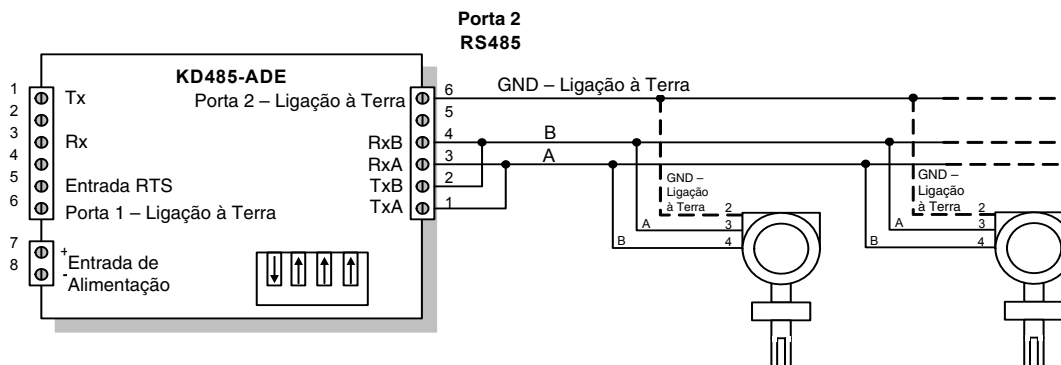 Porta 2
RS485
KD485-ADE
1 Tx
2
3 Rx
4
5 Entrada RTS
6 Porta 1 – Ligação à Terra
7 + Entrada de
8 - Alimentação
Porta 2 – Ligação à Terra 6
5
RxB 4
RxA 3
TxB 2
TxA 1
GND – Ligação à Terra
B
A
GND –
Ligação
à Terra
2
A 3
B 4
GND –
Ligação
à Terra
2
A 3
B 4